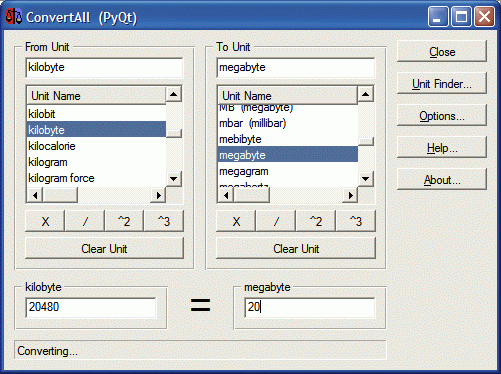 ConvertAll (PyQt)
From Unit
kilobyte
Unit Name
kilobit
kilobyte
kilocalorie
kilogram
kilogram force
X / ^2 ^3
Clear Unit
To Unit
megabyte
Unit Name
MB (megabyte)
mbar (millibar)
mebibyte
megabyte
megagram
megahertz
X / ^2 ^3
Clear Unit
Close
Unit Finder...
Options...
Help...
About...
kilobyte
20480
=
megabyte
20
Converting...